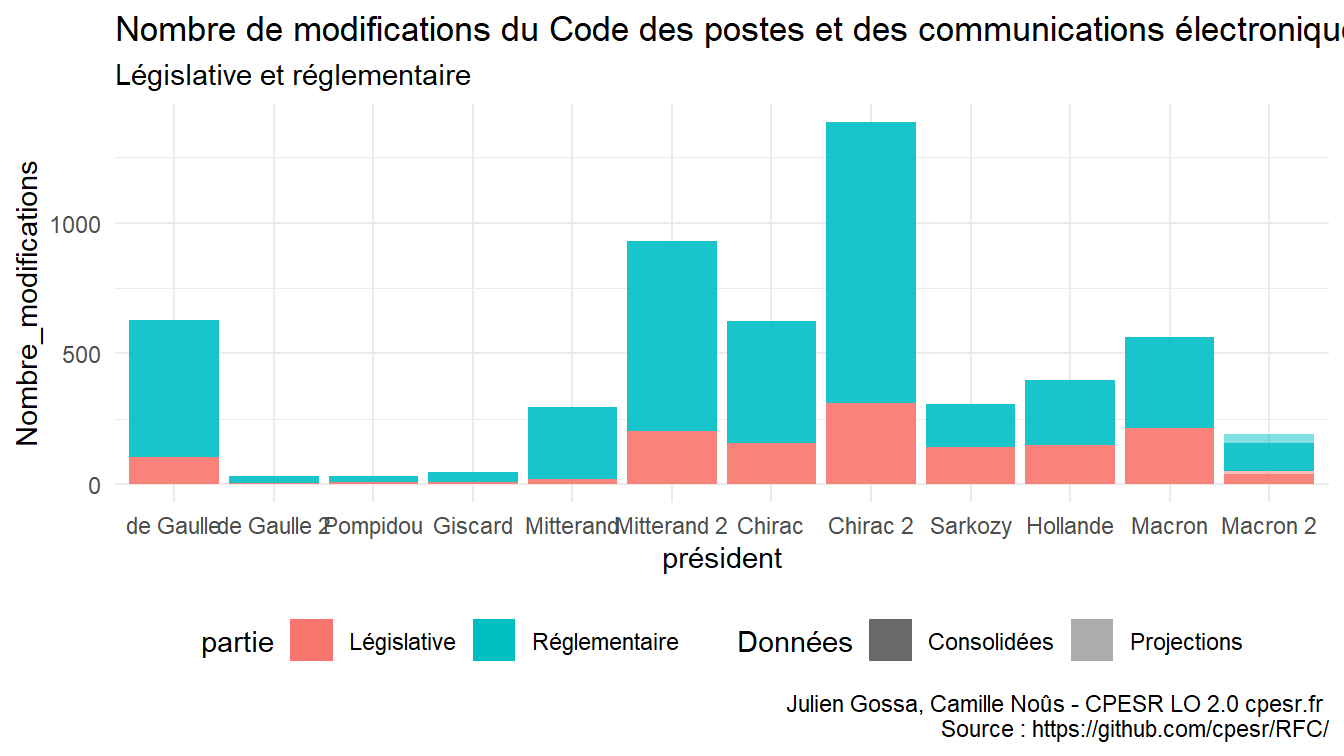 Nombre de modifications du Code des postes et des communications électronique
Législative et réglementaire
Nombre_modifications
1000
500
0
de Gaulle de Gaulle 2 Pompidou Giscard Mitterand Mitterand 2 Chirac Chirac 2 Sarkozy Hollande Macron Macron 2
président
partie Législative Réglementaire Données Consolidées Projections
Julien Gossa, Camille Noûs - CPESR LO 2.0 cpesr.fr
Source : https://github.com/cpesr/RFC/